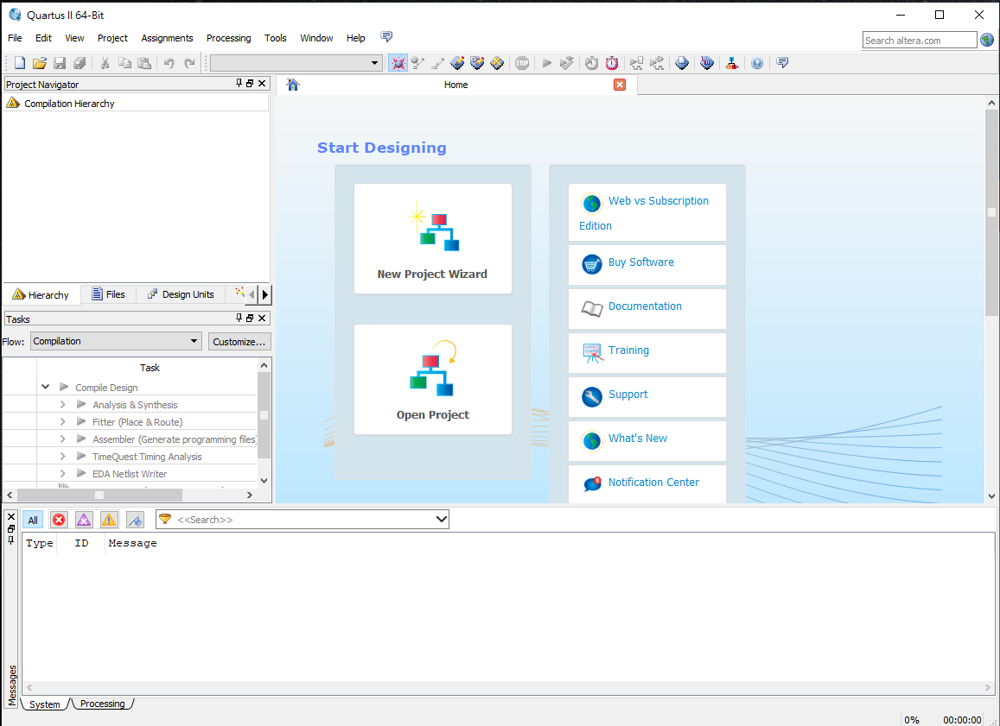 Quartus II 64-Bit
File Edit View Project Assignments Processing Tools Window Help
Search altera.com
STOP
Project Navigator
Compilation Hierarchy
Hierarchy Files Design Units
Tasks
Flow: Compilation Customize...
Task
Compile Design
Analysis & Synthesis
Fitter (Place & Route)
Assembler (Generate programming files)
TimeQuest Timing Analysis
EDA Netlist Writer
Home
Start Designing
New Project Wizard
Open Project
Web vs Subscription
Edition
Buy Software
Documentation
Training
Support
What's New
Notification Center
All <<Search>>
Type ID Message
Messages
System Processing
0% 00:00:00